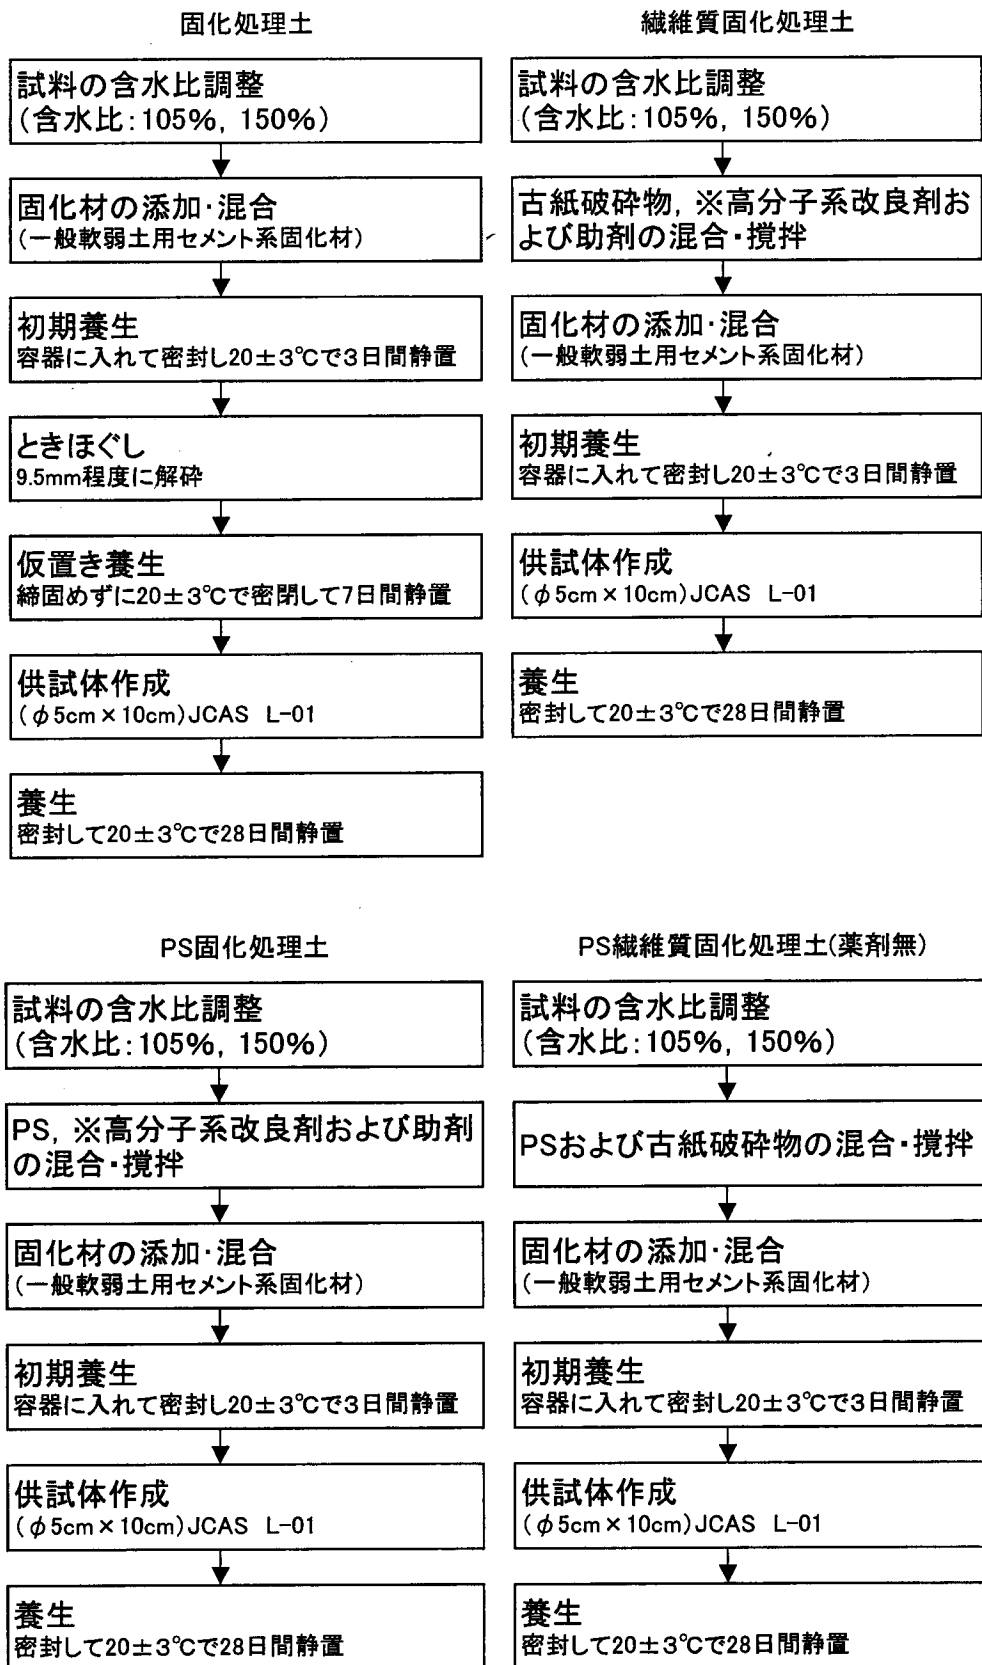 固化処理土
試料の含水比調整
(含水比:105%, 150%)
固化材の添加・混合
(一般軟弱土用セメント系固化材)
初期養生
容器に入れて密封し20±3℃で3日間静置
ときほぐし
9.5mm程度に解砕
仮置き養生
締固めずに20±3℃で密閉して7日間静置
供試体作成
(φ5cm×10cm)JCAS L-01
養生
密封して20±3℃で28日間静置
繊維質固化処理土
試料の含水比調整
(含水比:105%, 150%)
古紙破砕物, ※高分子系改良剤お
よび助剤の混合・撹拌
固化材の添加・混合
(一般軟弱土用セメント系固化材)
初期養生
容器に入れて密封し20±3℃で3日間静置
供試体作成
(φ5cm×10cm)JCAS L-01
養生
密封して20±3℃で28日間静置
PS固化処理土
試料の含水比調整
(含水比:105%, 150%)
PS, ※高分子系改良剤および助剤
の混合・撹拌
固化材の添加・混合
(一般軟弱土用セメント系固化材)
初期養生
容器に入れて密封し20±3℃で3日間静置
供試体作成
(φ5cm×10cm)JCAS L-01
養生
密封して20±3℃で28日間静置
PS繊維質固化処理土(薬剤無)
試料の含水比調整
(含水比:105%, 150%)
PSおよび古紙破砕物の混合・撹拌
固化材の添加・混合
(一般軟弱土用セメント系固化材)
初期養生
容器に入れて密封し20±3℃で3日間静置
供試体作成
(φ5cm×10cm)JCAS L-01
養生
密封して20±3℃で28日間静置